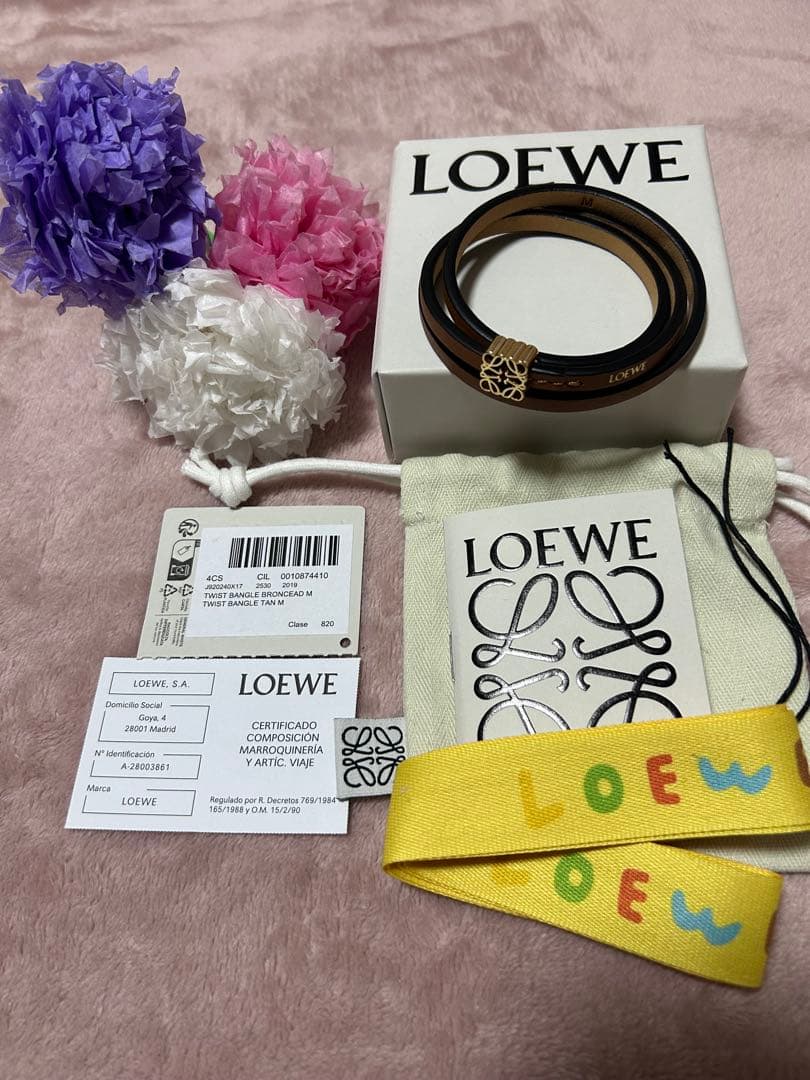 LOEWE
M
LOEWE
4CS CIL 0010874410
J920240X17 2530 2019
TWIST BANGLE BRONCEAD M
TWIST BANGLE TAN M
Clase 820
LOEWE
LOEWE, S.A.
Domicilio Social
Goya, 4
28001 Madrid
Nº Identificación
A-28003861
Marca
LOEWE
LOEWE
CERTIFICADO
COMPOSICIÓN
MARROQUINERÍA
Y ARTÍC. VIAJE
Regulado por R. Decretos 769/1984
165/1988 y O.M. 15/2/90
LOEW
LOEW